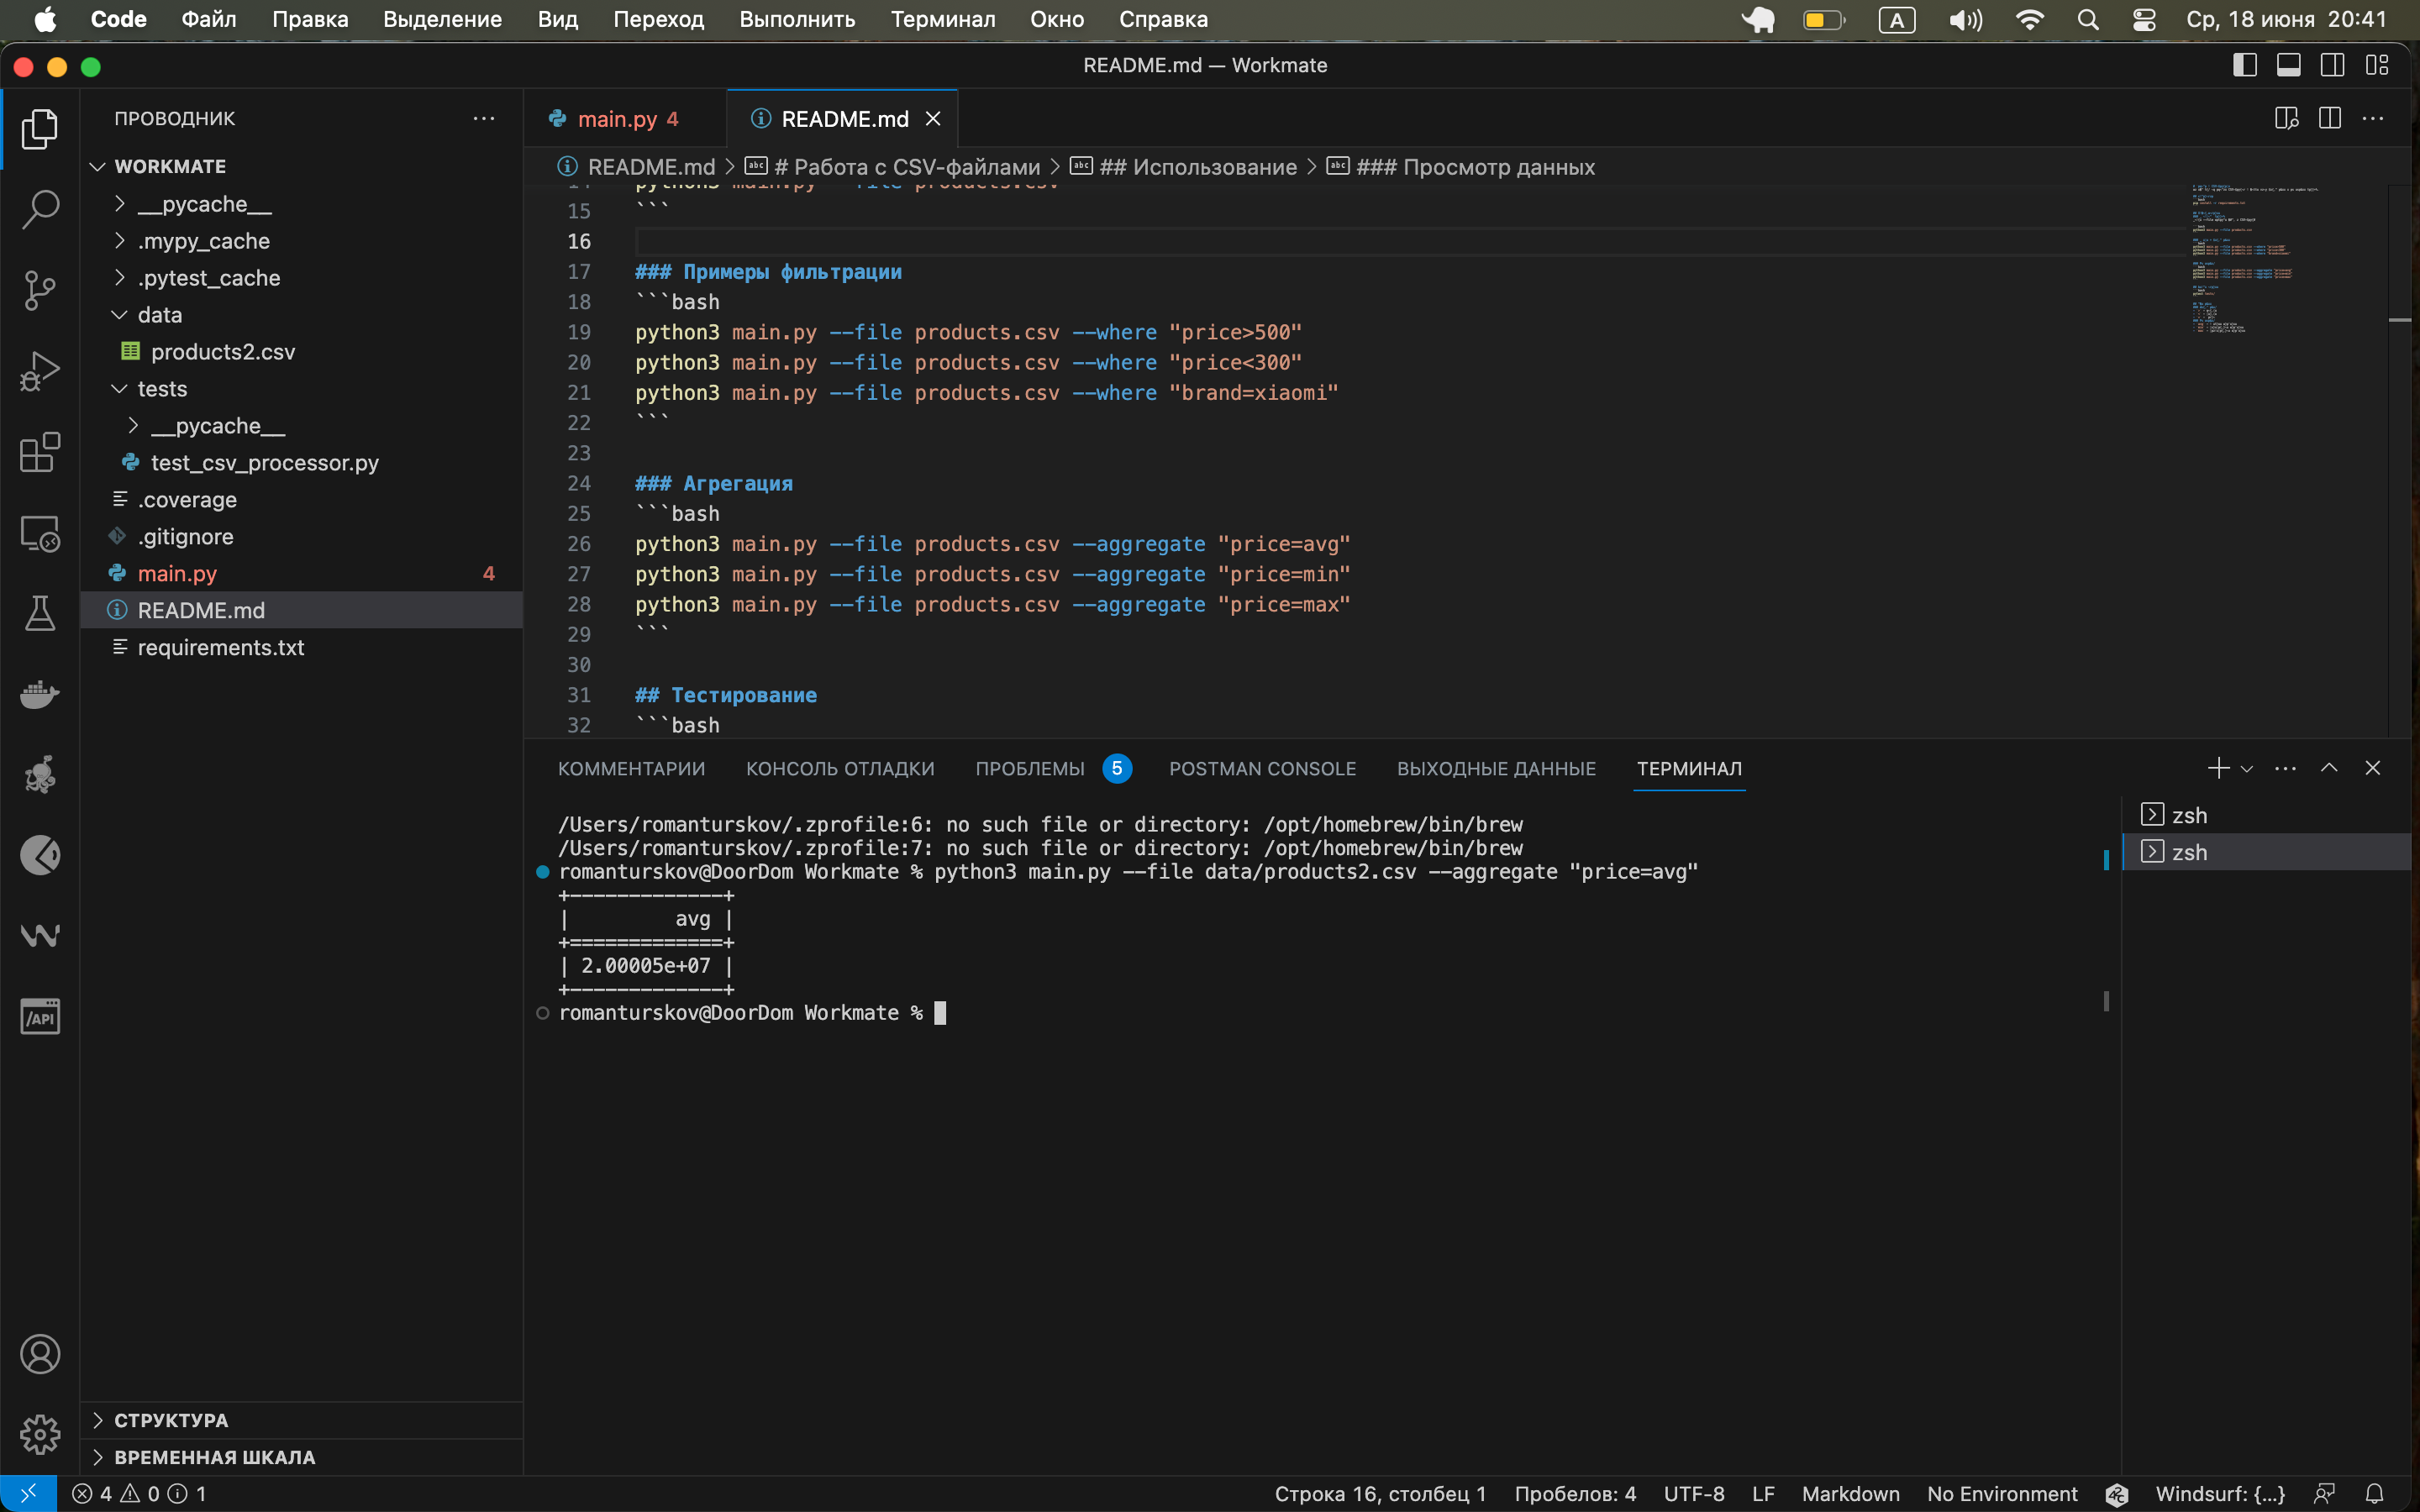 Code Файл Правка Выделение Вид Переход Выполнить Терминал Окно Справка A Ср, 18 июня 20:41
README.md — Workmate
ПРОВОДНИК
WORKMATE
__pycache__
.mypy_cache
.pytest_cache
data
products2.csv
tests
__pycache__
test_csv_processor.py
.coverage
.gitignore
main.py 4
README.md
requirements.txt
СТРУКТУРА
ВРЕМЕННАЯ ШКАЛА
/API
main.py 4 README.md
README.md > # Работа с CSV-файлами > ## Использование > ### Просмотр данных
14 python3 main.py --file products.csv
15 ```
16
17 ### Примеры фильтрации
18 ```bash
19 python3 main.py --file products.csv --where "price>500"
20 python3 main.py --file products.csv --where "price<300"
21 python3 main.py --file products.csv --where "brand=xiaomi"
22 ```
23
24 ### Агрегация
25 ```bash
26 python3 main.py --file products.csv --aggregate "price=avg"
27 python3 main.py --file products.csv --aggregate "price=min"
28 python3 main.py --file products.csv --aggregate "price=max"
29 ```
30
31 ## Тестирование
32 ```bash
КОММЕНТАРИИ КОНСОЛЬ ОТЛАДКИ ПРОБЛЕМЫ 5 POSTMAN CONSOLE ВЫХОДНЫЕ ДАННЫЕ ТЕРМИНАЛ
/Users/romanturskov/.zprofile:6: no such file or directory: /opt/homebrew/bin/brew
/Users/romanturskov/.zprofile:7: no such file or directory: /opt/homebrew/bin/brew
romanturskov@DoorDom Workmate % python3 main.py --file data/products2.csv --aggregate "price=avg"
+-------------+
|         avg |
+=============+
| 2.00005e+07 |
+-------------+
romanturskov@DoorDom Workmate %
zsh
zsh
4 0 1 Строка 16, столбец 1 Пробелов: 4 UTF-8 LF Markdown No Environment Windsurf: {...}